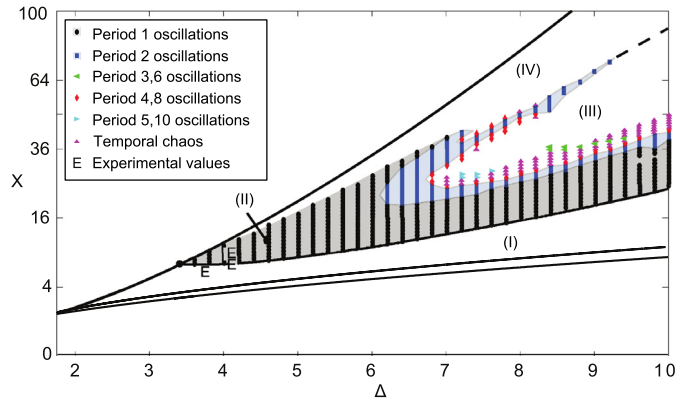 100
64
36
16
4
0
X
Period 1 oscillations
Period 2 oscillations
Period 3,6 oscillations
Period 4,8 oscillations
Period 5,10 oscillations
Temporal chaos
E Experimental values
(IV)
(III)
(II)
(I)
E
E
E
2 3 4 5 6 7 8 9 10
Δ